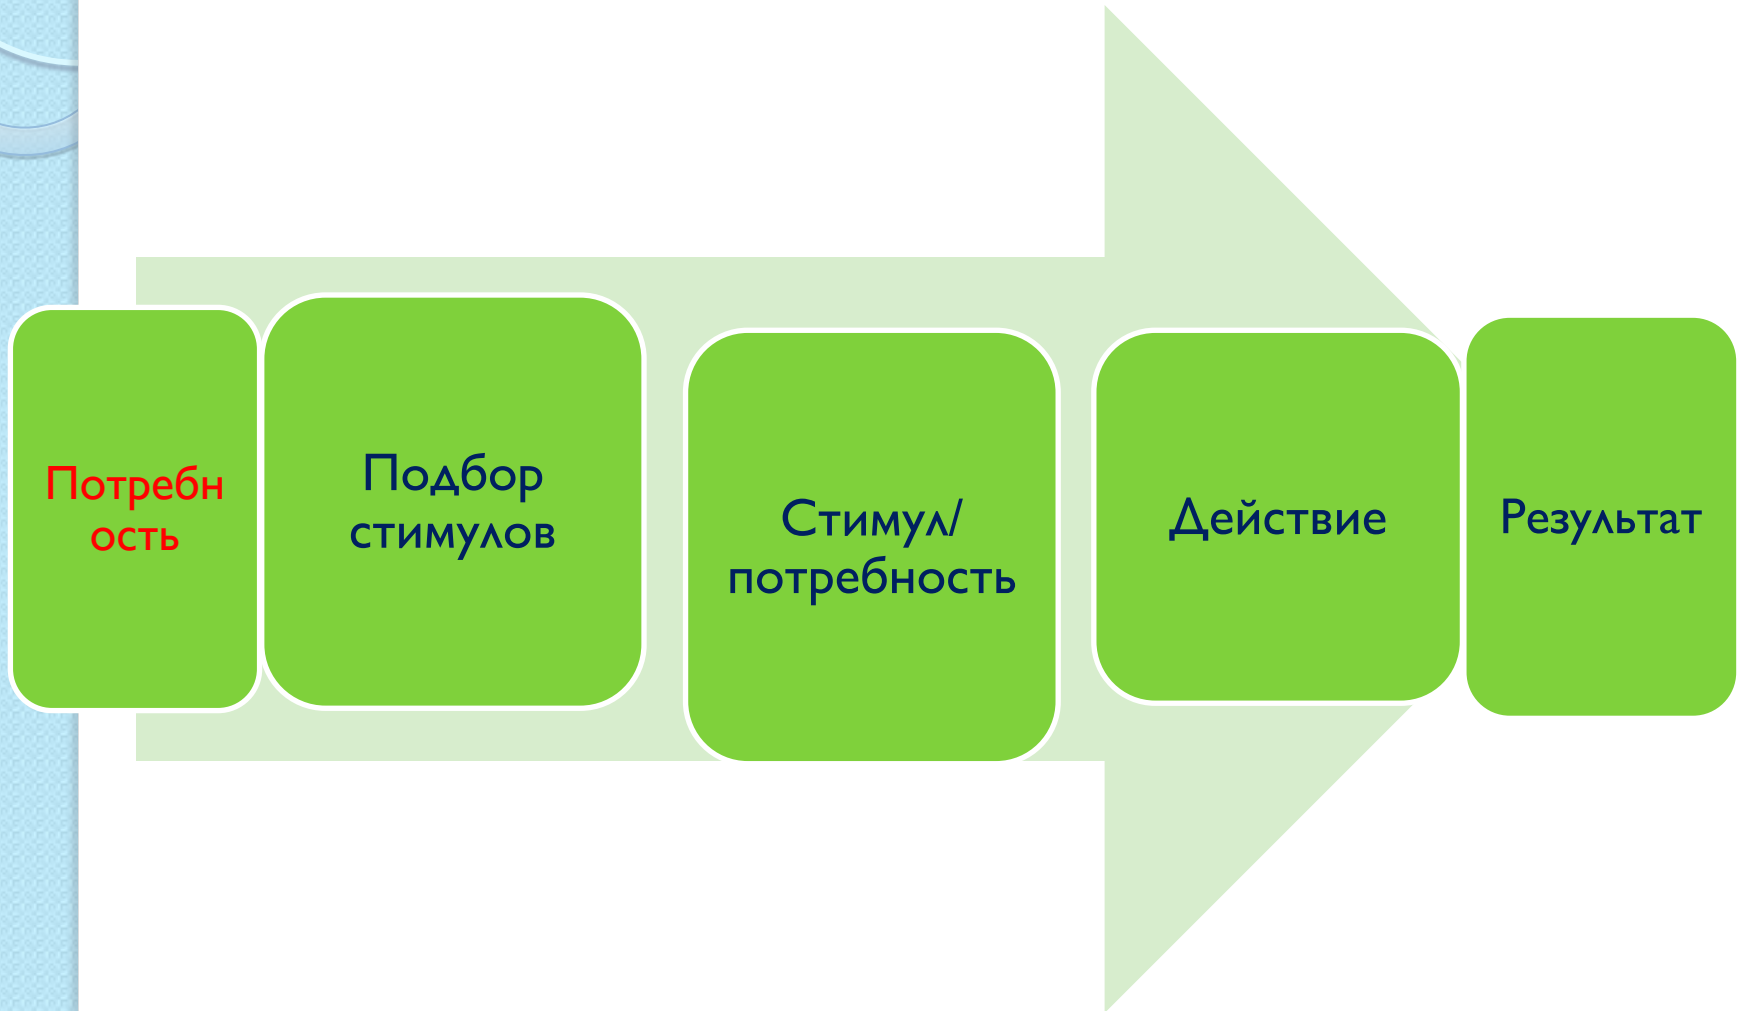 Потребн
ость
Подбор
стимулов
Стимул/
потребность
Действие
Результат